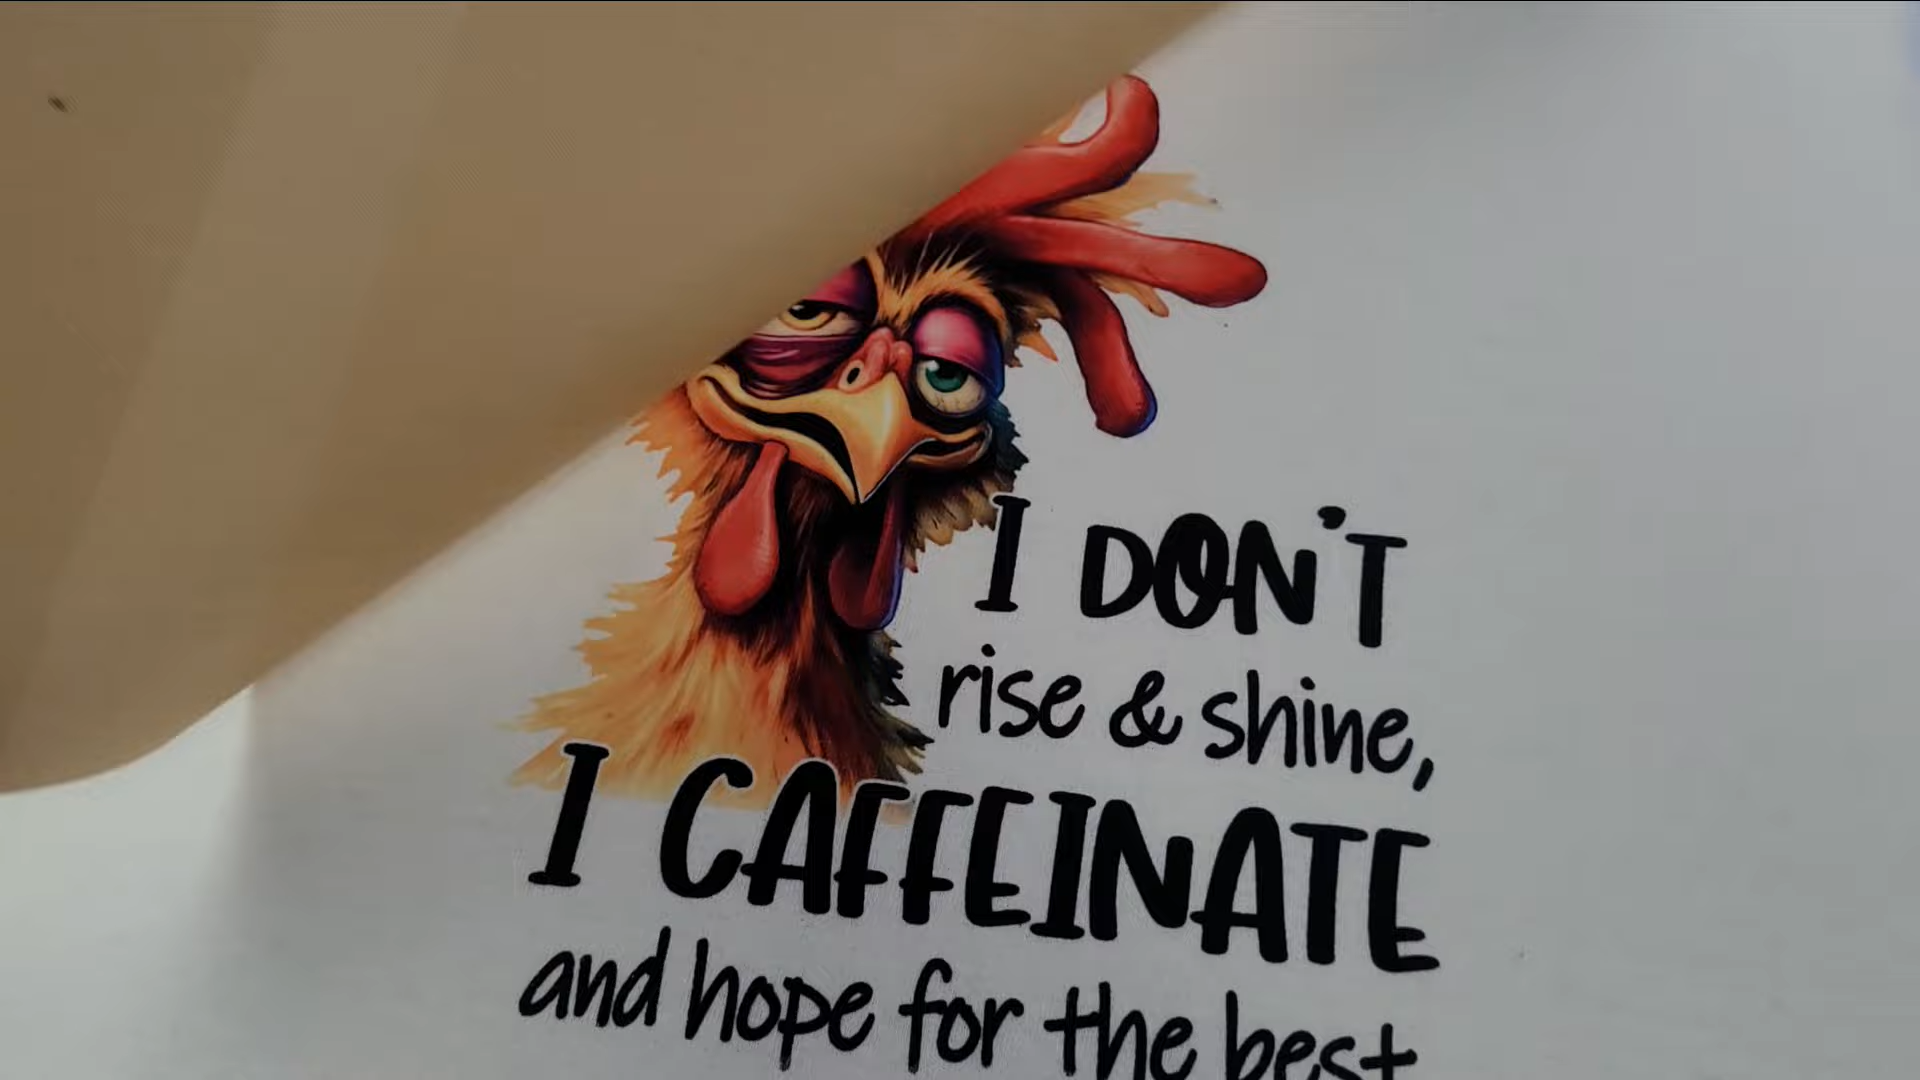 I DON'T
rise & shine,
I CAFFEINATE
and hope for the best